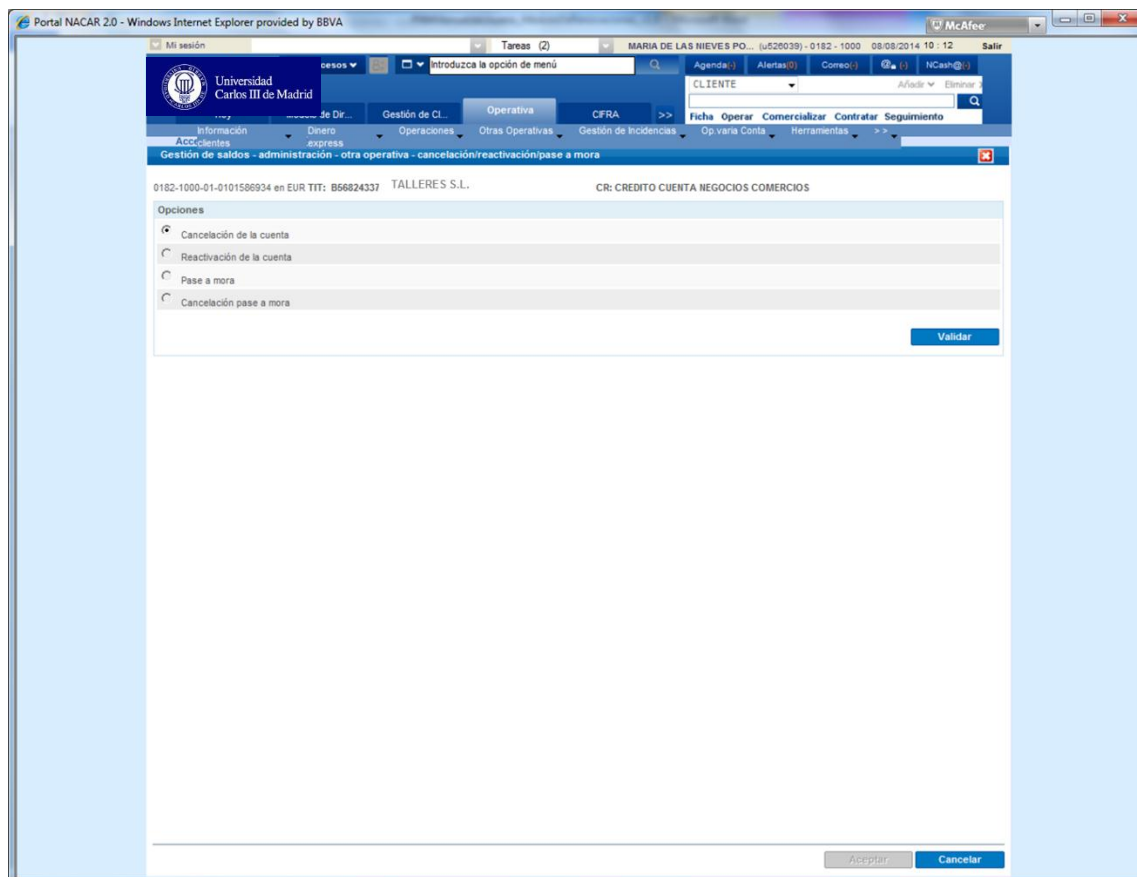 Portal NACAR 2.0 - Windows Internet Explorer provided by BBVA
McAfee
Mi sesión Tareas (2) MARIA DE LAS NIEVES PO... (u526039) - 0182 - 1000 08/08/2014 10 : 12 Salir
cesos Introduzca la opción de menú Agenda(-) Alertas(0) Correo(-) @ (-) NCash@(-)
Universidad
Carlos III de Madrid
CLIENTE Añadir Eliminar
de Dir... Gestión de Cl... Operativa CIFRA >> Ficha Operar Comercializar Contratar Seguimiento
Información clientes Dinero express Operaciones Otras Operativas Gestión de Incidencias Op.varia Conta Herramientas >>
Gestión de saldos - administración - otra operativa - cancelación/reactivación/pase a mora
0182-1000-01-0101586934 en EUR TIT: B56824337 TALLERES S.L. CR: CREDITO CUENTA NEGOCIOS COMERCIOS
Opciones
Cancelación de la cuenta
Reactivación de la cuenta
Pase a mora
Cancelación pase a mora
Validar
Aceptar Cancelar